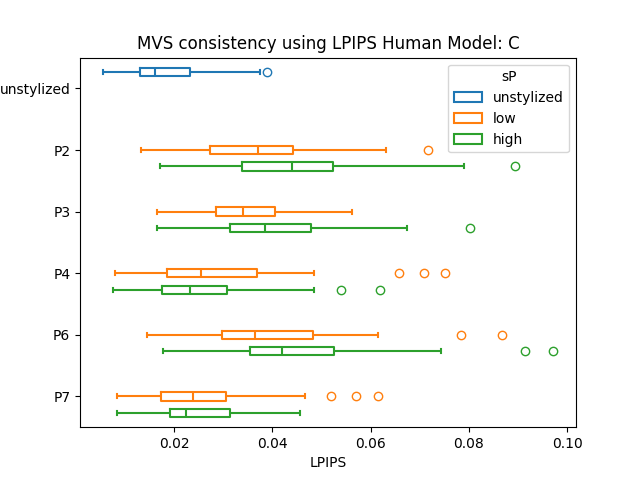 MVS consistency using LPIPS Human Model: C
sP
unstylized
low
high
unstylized
P2
P3
P4
P6
P7
0.02 0.04 0.06 0.08 0.10
LPIPS